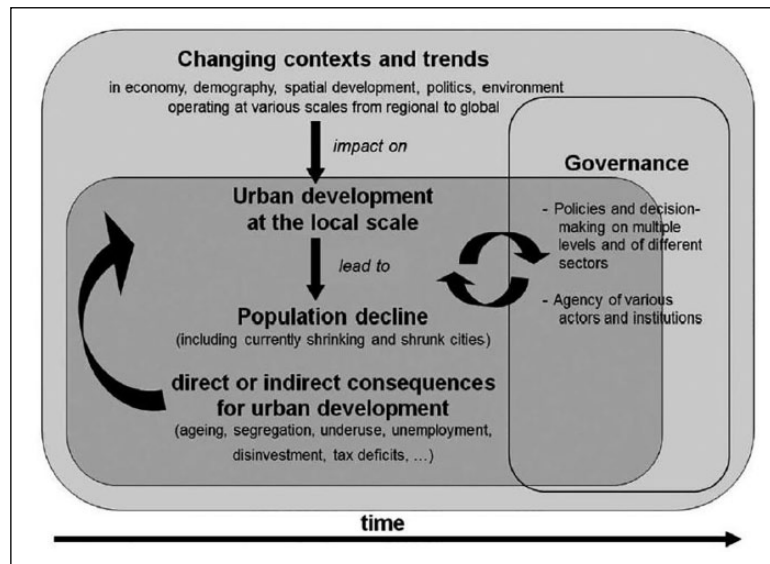 Changing contexts and trends
in economy, demography, spatial development, politics, environment
operating at various scales from regional to global
impact on
Governance
Urban development
at the local scale
- Policies and decision-
making on multiple
levels and of different
sectors
lead to
- Agency of various
actors and institutions
Population decline
(including currently shrinking and shrunk cities)
direct or indirect consequences
for urban development
(ageing, segregation, underuse, unemployment,
disinvestment, tax deficits, ...)
time